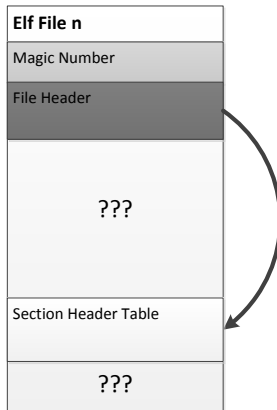 Elf File n
Magic Number
File Header
???
Section Header Table
???